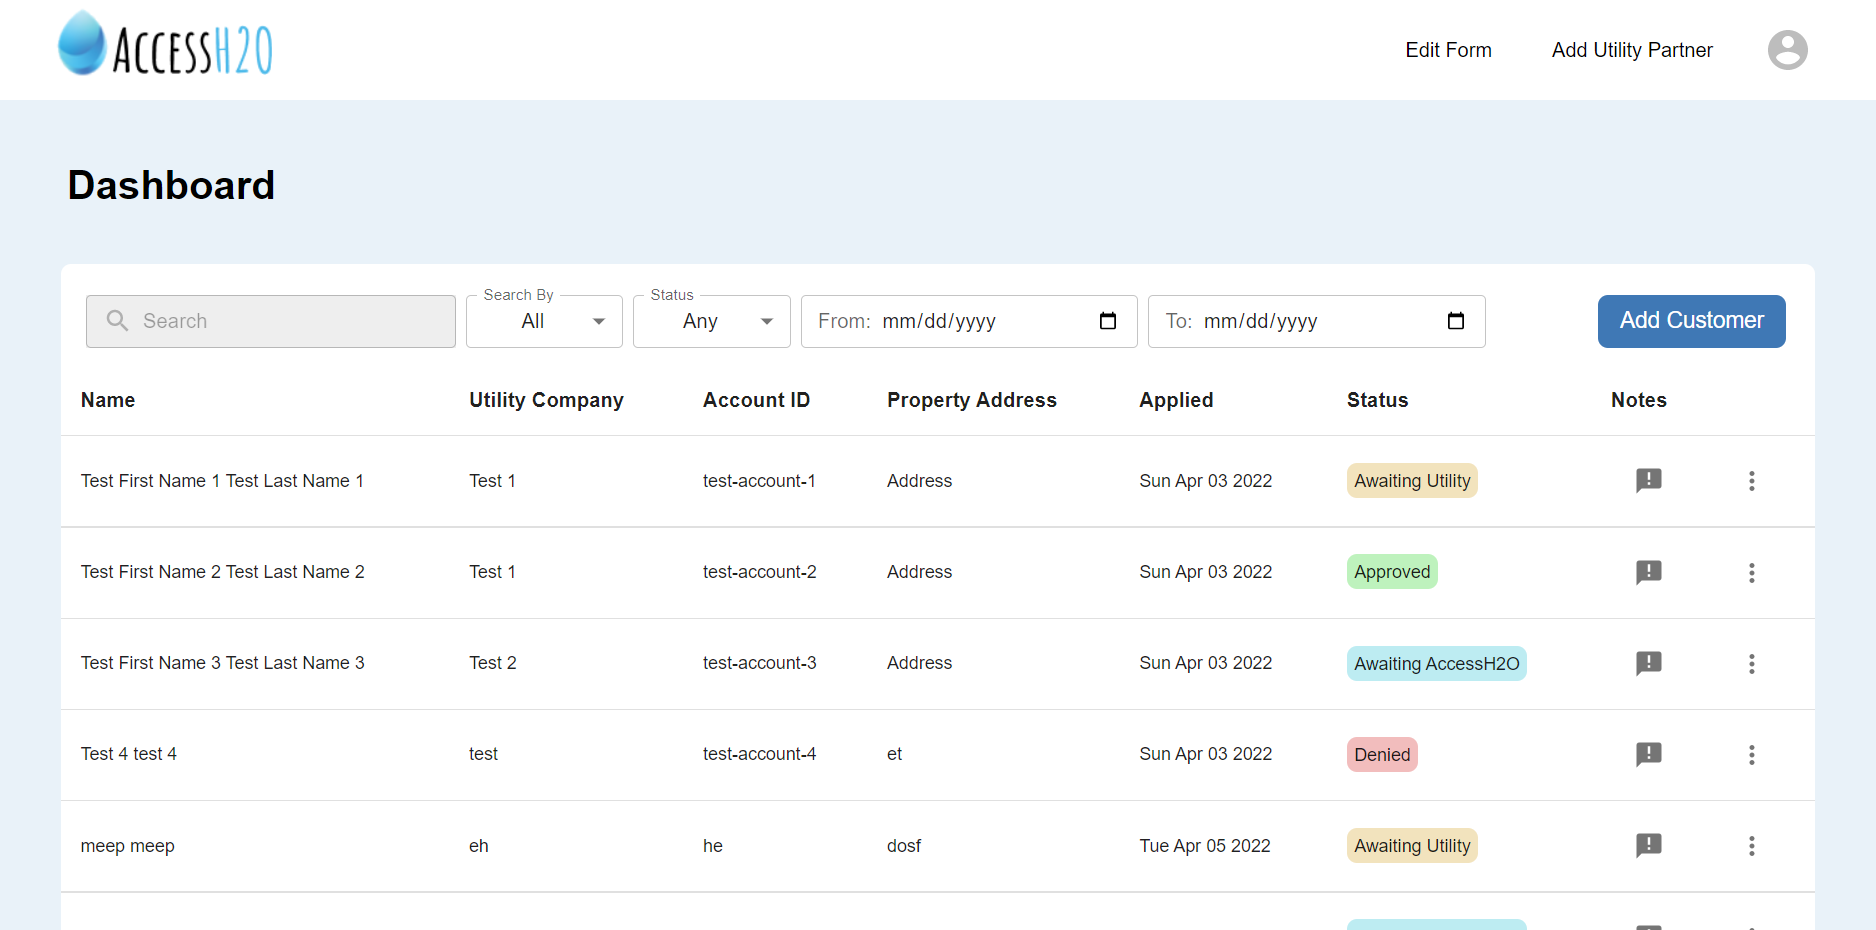 ACCESSH2O
Edit Form
Add Utility Partner
Dashboard
Search
Search By
All
Status
Any
From: mm/dd/yyyy
To: mm/dd/yyyy
Add Customer
Name Utility Company Account ID Property Address Applied Status Notes
Test First Name 1 Test Last Name 1 Test 1 test-account-1 Address Sun Apr 03 2022 Awaiting Utility
Test First Name 2 Test Last Name 2 Test 1 test-account-2 Address Sun Apr 03 2022 Approved
Test First Name 3 Test Last Name 3 Test 2 test-account-3 Address Sun Apr 03 2022 Awaiting AccessH2O
Test 4 test 4 test test-account-4 et Sun Apr 03 2022 Denied
meep meep eh he dosf Tue Apr 05 2022 Awaiting Utility